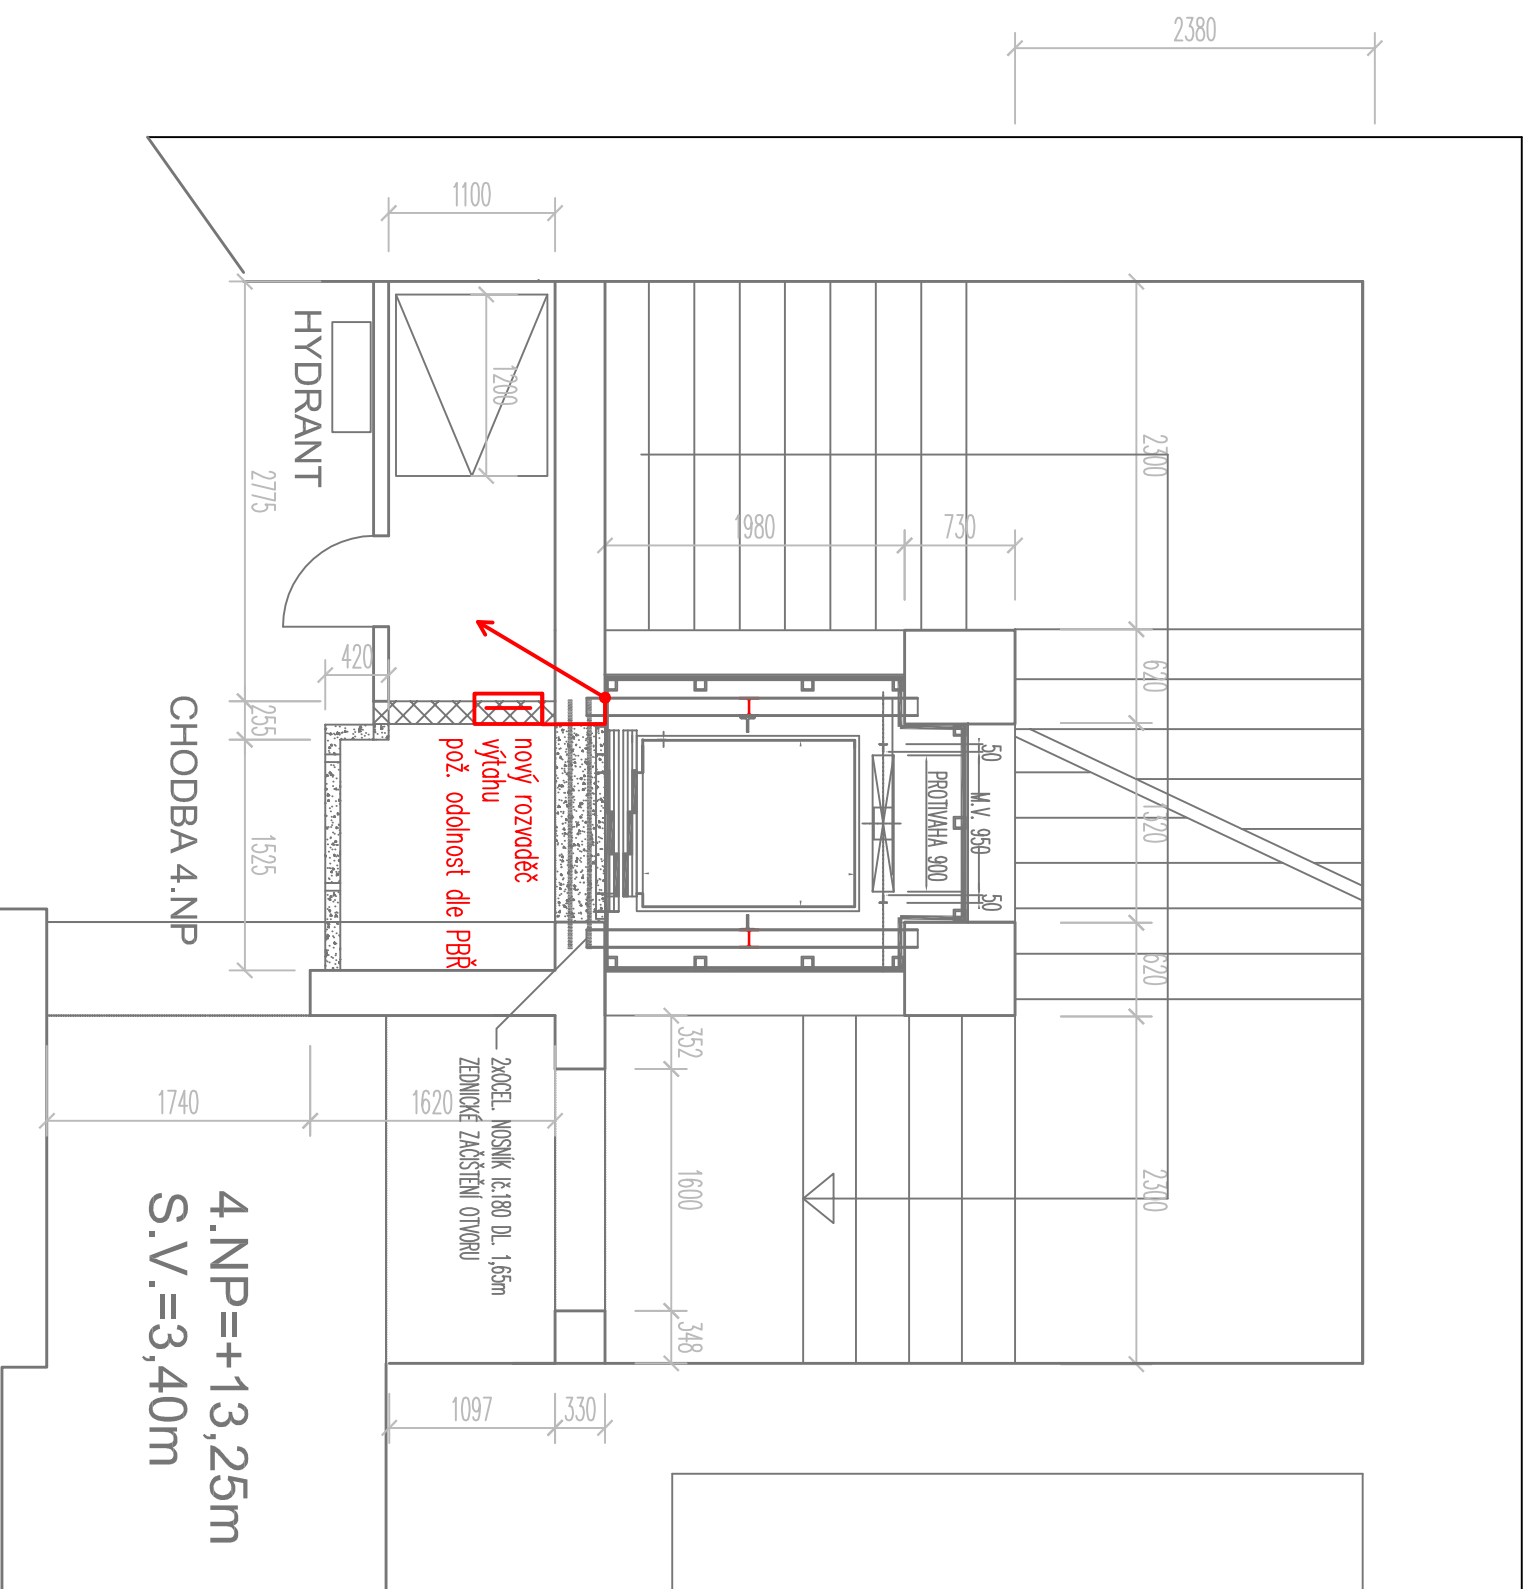 2380
1100
HYDRANT
1200
2775
2300
1980
730
420
255
620
CHODBA 4.NP
nový rozvaděč
výtahu
pož. odolnost dle PBŘ
1525
50
M.V. 950
PROTIVAHA 900
50
1320
620
352
2xOCEL. NOSNÍK IČ.180 DL. 1,65m
ZEDNICKÉ ZAČIŠTĚNÍ OTVORU
1740
1620
1600
2300
348
4.NP=+13,25m
S.V.=3,40m
1097
330